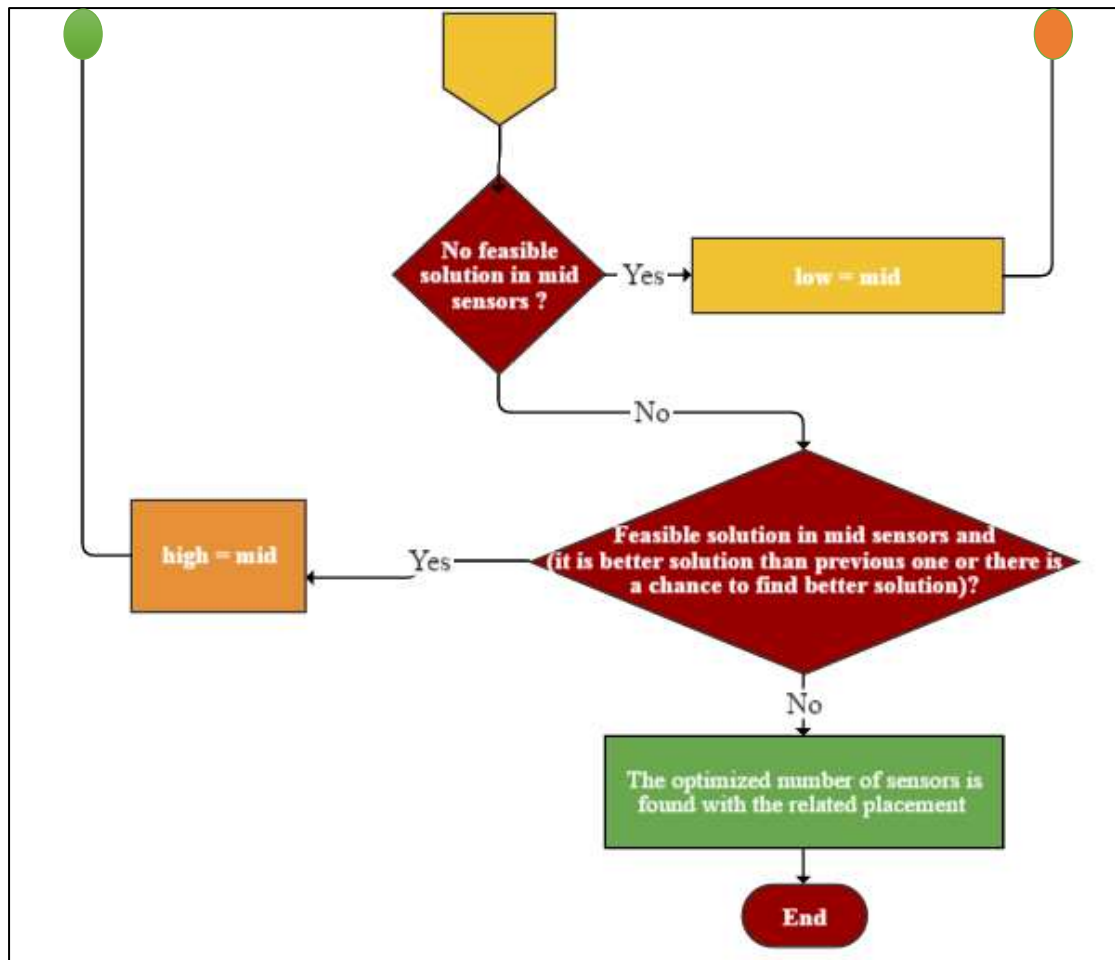 No feasible
solution in mid
sensors ?
Yes
low = mid
No
Feasible solution in mid sensors and
(it is better solution than previous one or there is
a chance to find better solution)?
Yes
high = mid
No
The optimized number of sensors is
found with the related placement
End